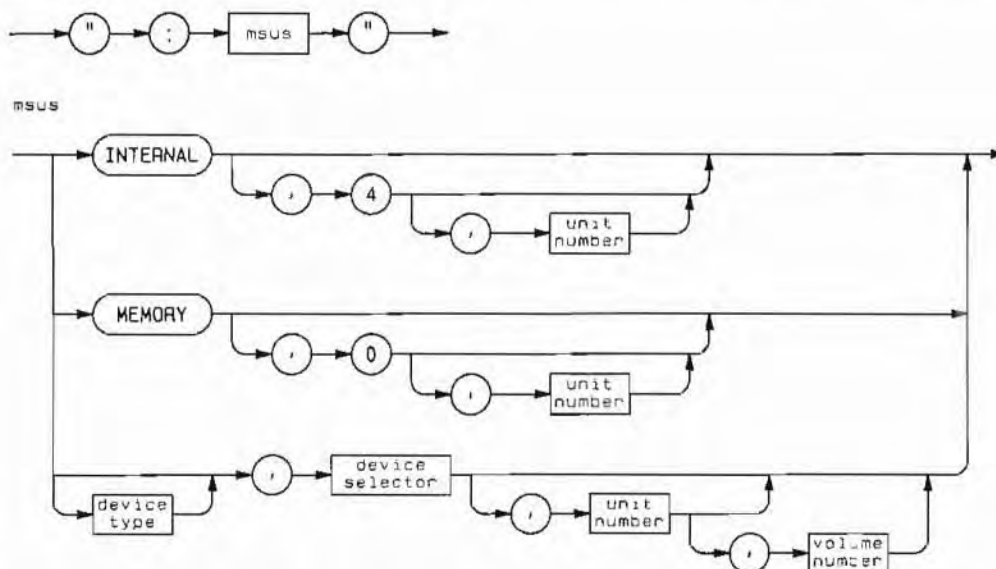 " : msus "
msus
INTERNAL
, 4
, unit number
MEMORY
, 0
, unit number
, device selector
device type
, unit number
, volume number